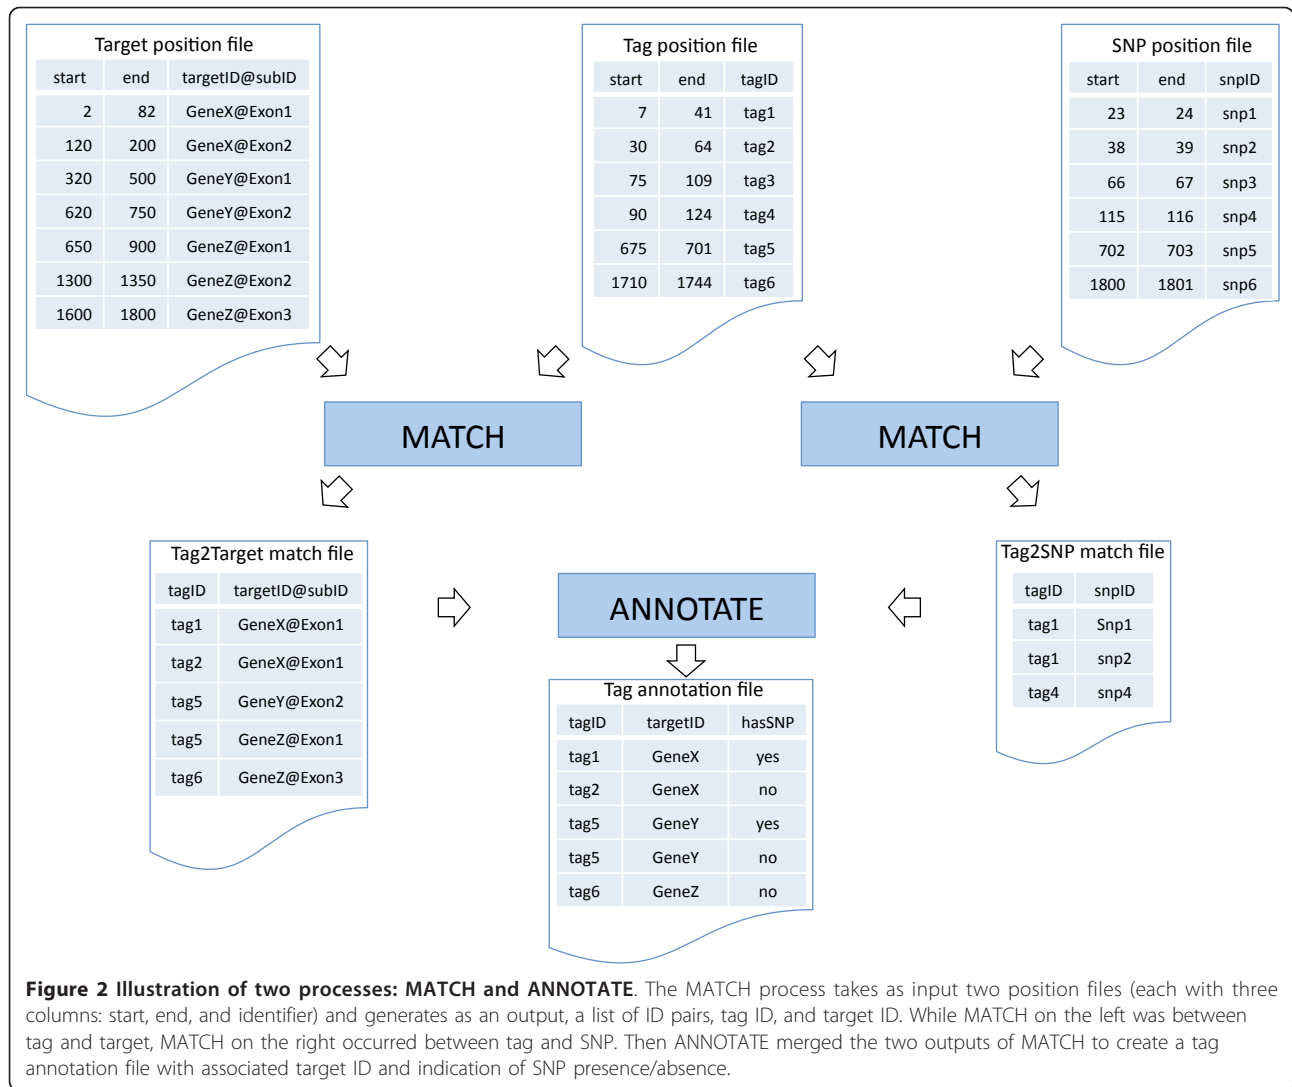 Target position file
start end targetID@subID
2 82 GeneX@Exon1
120 200 GeneX@Exon2
320 500 GeneY@Exon1
620 750 GeneY@Exon2
650 900 GeneZ@Exon1
1300 1350 GeneZ@Exon2
1600 1800 GeneZ@Exon3
Tag position file
start end tagID
7 41 tag1
30 64 tag2
75 109 tag3
90 124 tag4
675 701 tag5
1710 1744 tag6
SNP position file
start end snpID
23 24 snp1
38 39 snp2
66 67 snp3
115 116 snp4
702 703 snp5
1800 1801 snp6
MATCH
MATCH
Tag2Target match file
tagID targetID@subID
tag1 GeneX@Exon1
tag2 GeneX@Exon1
tag5 GeneY@Exon2
tag5 GeneZ@Exon1
tag6 GeneZ@Exon3
ANNOTATE
Tag2SNP match file
tagID snpID
tag1 Snp1
tag1 snp2
tag4 snp4
Tag annotation file
tagID targetID hasSNP
tag1 GeneX yes
tag2 GeneX no
tag5 GeneY yes
tag5 GeneY no
tag6 GeneZ no
Figure 2 Illustration of two processes: MATCH and ANNOTATE. The MATCH process takes as input two position files (each with three
columns: start, end, and identifier) and generates as an output, a list of ID pairs, tag ID, and target ID. While MATCH on the left was between
tag and target, MATCH on the right occurred between tag and SNP. Then ANNOTATE merged the two outputs of MATCH to create a tag
annotation file with associated target ID and indication of SNP presence/absence.